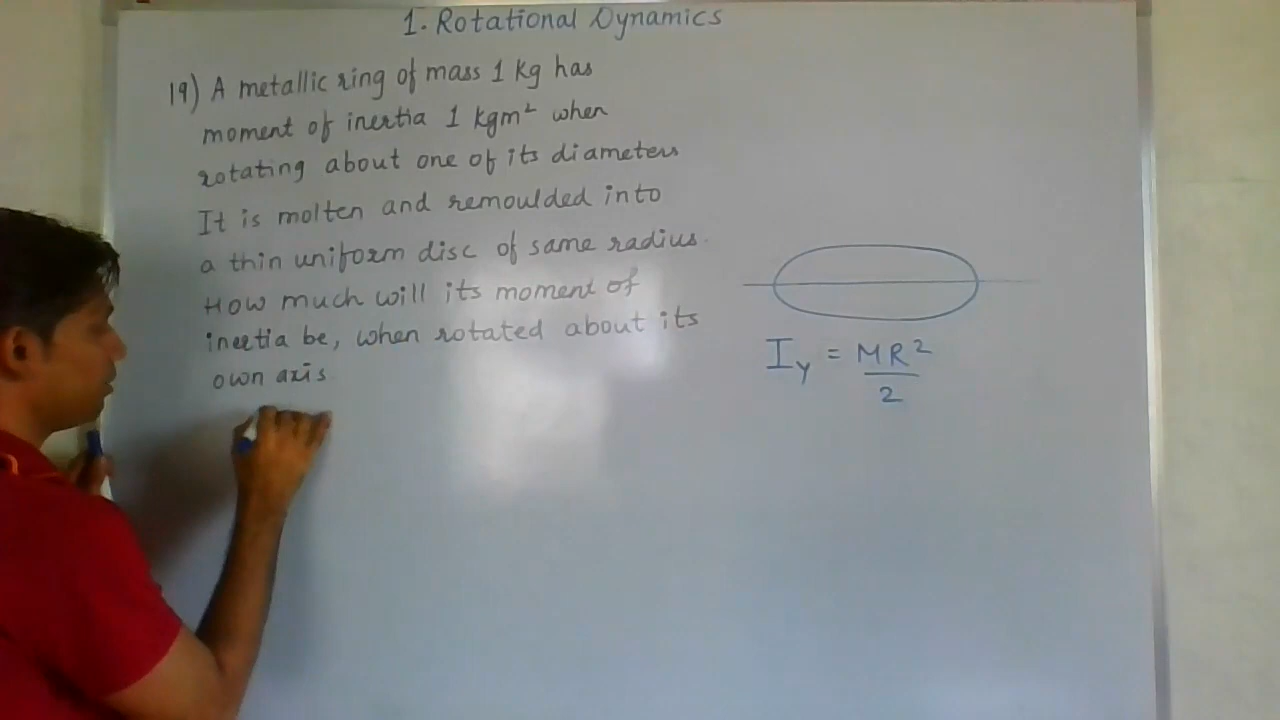 1. Rotational Dynamics
19) A metallic ring of mass 1 kg has
moment of inertia 1 kgm² when
rotating about one of its diameters
It is molten and remoulded into
a thin uniform disc of same radius.
How much will its moment of
inertia be, when rotated about its
own axis
I_y = MR²/2